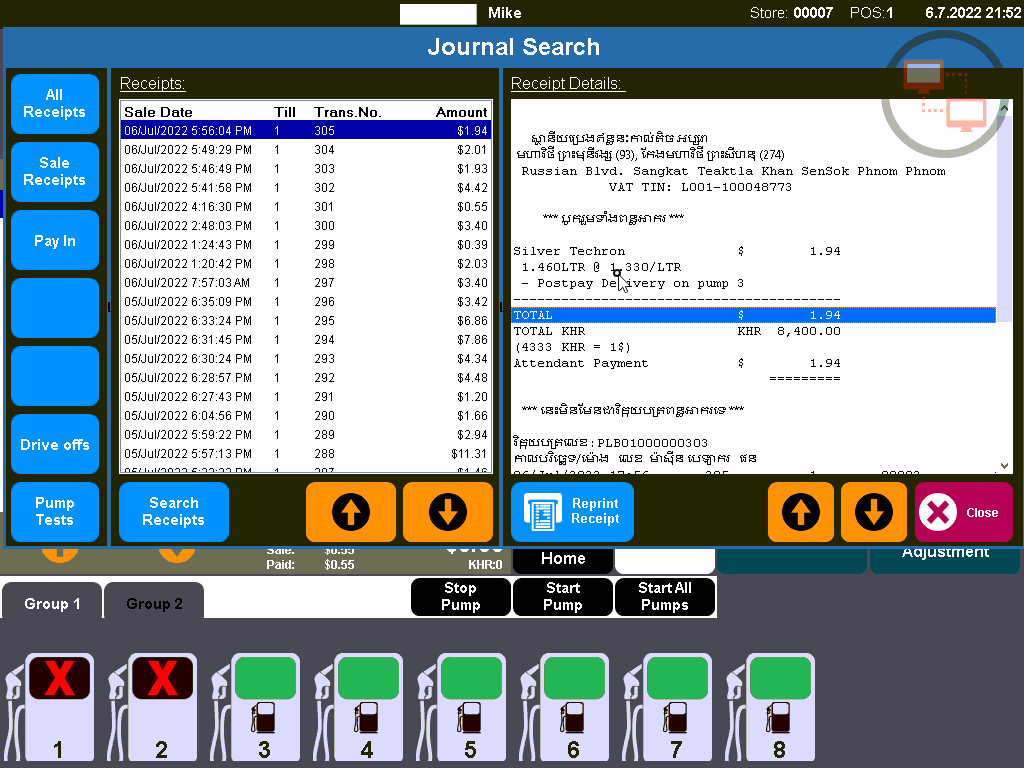 Mike
Store: 00007 POS:1 6.7.2022 21:52
Journal Search
All Receipts
Sale Receipts
Pay In
Drive offs
Pump Tests
Receipts:
Sale Date Till Trans.No. Amount
06/Jul/2022 5:56:04 PM 1 305 $1.94
06/Jul/2022 5:49:29 PM 1 304 $2.01
06/Jul/2022 5:46:49 PM 1 303 $1.93
06/Jul/2022 5:41:58 PM 1 302 $4.42
06/Jul/2022 4:16:30 PM 1 301 $0.55
06/Jul/2022 2:48:03 PM 1 300 $3.40
06/Jul/2022 1:24:43 PM 1 299 $0.39
06/Jul/2022 1:20:42 PM 1 298 $2.03
06/Jul/2022 7:57:03 AM 1 297 $3.40
05/Jul/2022 6:35:09 PM 1 296 $3.42
05/Jul/2022 6:33:24 PM 1 295 $6.86
05/Jul/2022 6:31:45 PM 1 294 $7.86
05/Jul/2022 6:30:24 PM 1 293 $4.34
05/Jul/2022 6:28:57 PM 1 292 $4.48
05/Jul/2022 6:27:43 PM 1 291 $1.20
05/Jul/2022 6:04:56 PM 1 290 $1.66
05/Jul/2022 5:59:22 PM 1 289 $2.94
05/Jul/2022 5:57:13 PM 1 288 $11.31
Search Receipts
Receipt Details:
ស្ថានីយប្រេងឥន្ធនៈកាល់តិច អប្សរា
មហាវិថី ព្រះមុនីវង្ស (93), កែងមហាវិថី ព្រះសីហនុ (274)
Russian Blvd. Sangkat Teaktla Khan SenSok Phnom Phnom
VAT TIN: L001-100048773
*** បូករួមទាំងពន្ធអាករ ***
Silver Techron $ 1.94
1.460LTR @ 1.330/LTR
- Postpay Delivery on pump 3
TOTAL $ 1.94
TOTAL KHR KHR 8,400.00
(4333 KHR = 1$)
Attendant Payment $ 1.94
=========
*** នេះមិនមែនជាវិក្កយបត្រពន្ធអាករទេ ***
វិក្កយបត្រលេខ : PLB01000000303
កាលបរិច្ឆេទ/ម៉ោង លេខ ម៉ាស៊ីន បេឡាករ
Reprint Receipt
Close
Sale: $0.55
Paid: $0.55
KHR:0
Home
Adjustment
Group 1
Group 2
Stop Pump
Start Pump
Start All Pumps
X X
1 2 3 4 5 6 7 8